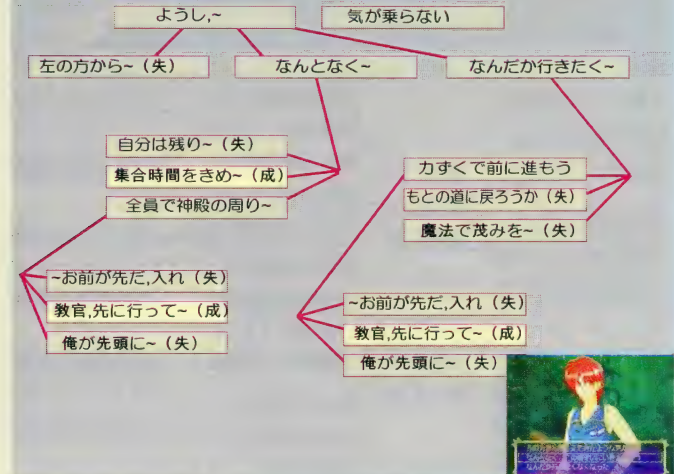 ようし,~
気が乗らない
左の方から~（失）
なんとなく~
なんだか行きたく~
自分は残り~（失）
集合時間をきめ~（成）
全員で神殿の周り~
力ずくで前に進もう
もとの道に戻ろうか（失）
魔法で茂みを~（失）
~お前が先だ,入れ（失）
教官,先に行って~（成）
俺が先頭に~（失）
~お前が先だ,入れ（失）
教官,先に行って~（成）
俺が先頭に~（失）